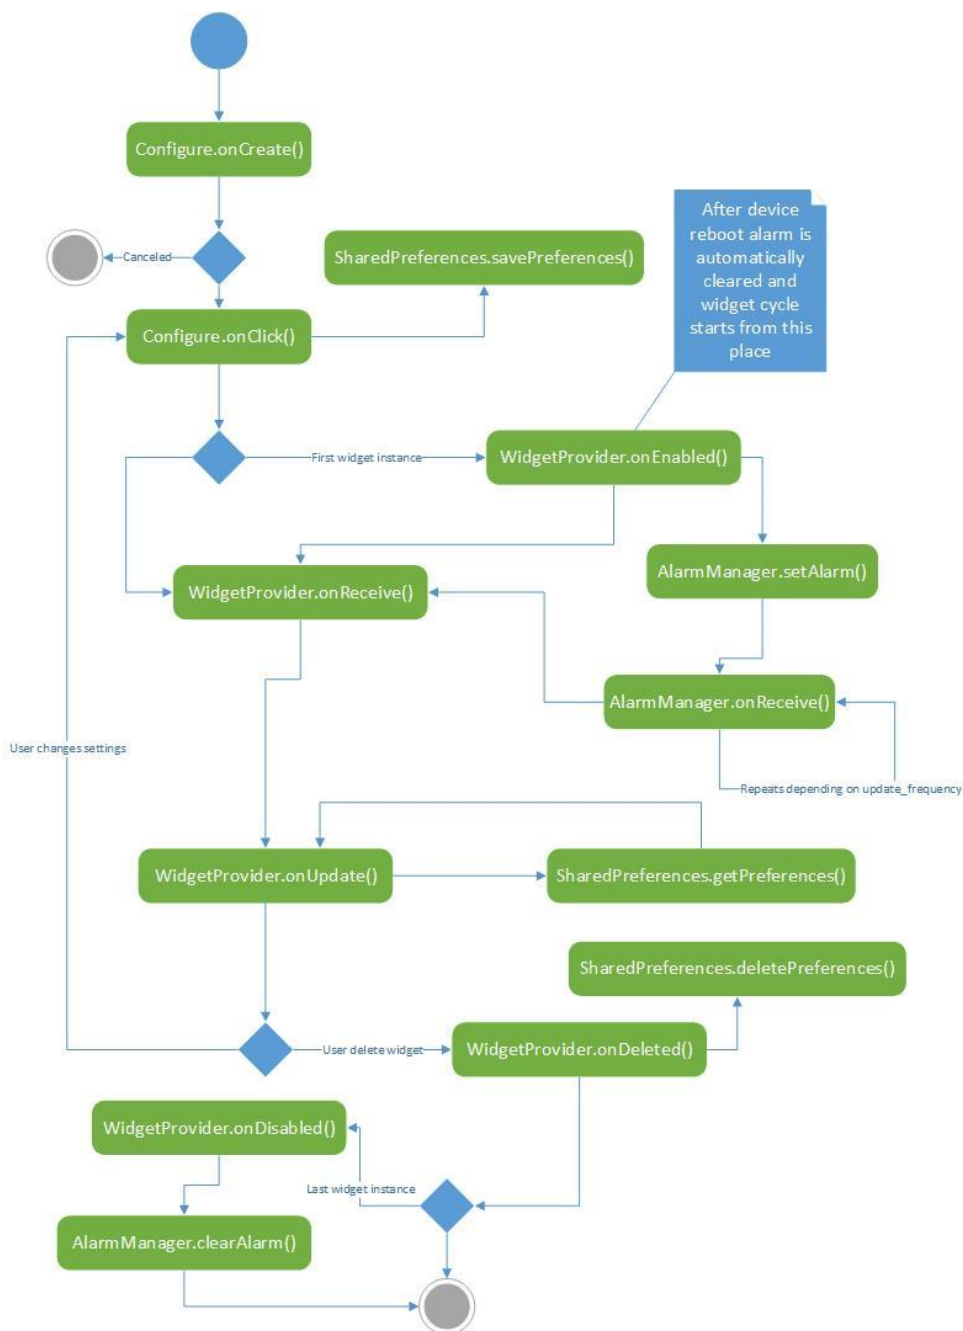 Configure.onCreate()
Canceled
SharedPreferences.savePreferences()
After device
reboot alarm is
automatically
cleared and
widget cycle
starts from this
place
Configure.onClick()
First widget instance
WidgetProvider.onEnabled()
WidgetProvider.onReceive()
AlarmManager.setAlarm()
AlarmManager.onReceive()
User changes settings
Repeats depending on update_frequency
WidgetProvider.onUpdate()
SharedPreferences.getPreferences()
SharedPreferences.deletePreferences()
User delete widget
WidgetProvider.onDeleted()
WidgetProvider.onDisabled()
Last widget instance
AlarmManager.clearAlarm()